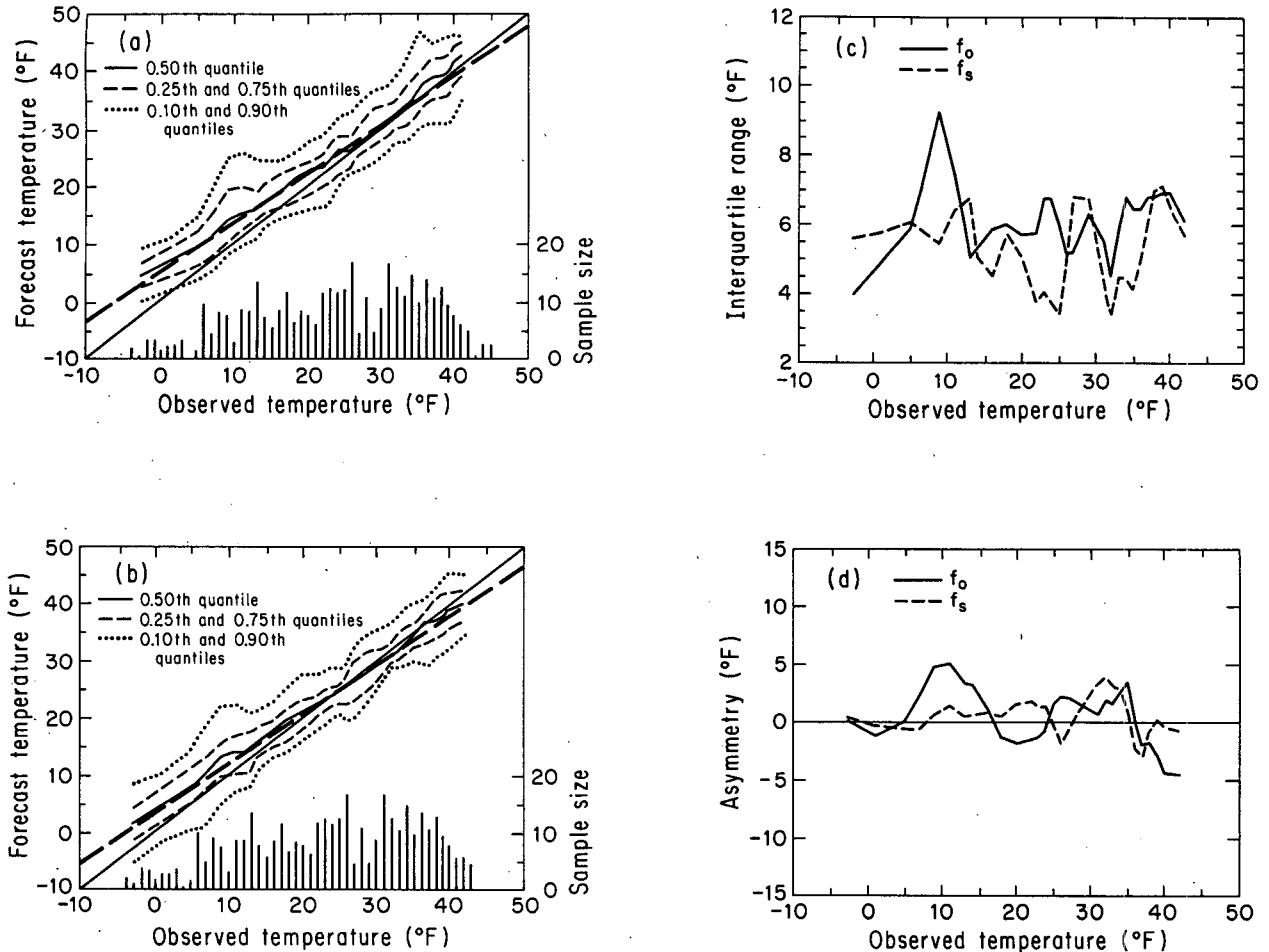 (a)
0.50th quantile
0.25th and 0.75th quantiles
0.10th and 0.90th
quantiles
Forecast temperature (°F)
50
40
30
20
10
0
-10
20
10
0
Sample size
-10 0 10 20 30 40 50
Observed temperature (°F)
(c)
fo
fs
Interquartile range (°F)
12
10
8
6
4
2
-10 0 10 20 30 40 50
Observed temperature (°F)
(b)
0.50th quantile
0.25th and 0.75th quantiles
0.10th and 0.90th
quantiles
Forecast temperature (°F)
50
40
30
20
10
0
-10
20
10
0
Sample size
-10 0 10 20 30 40 50
Observed temperature (°F)
(d)
fo
fs
Asymmetry (°F)
15
10
5
0
-5
-10
-15
-10 0 10 20 30 40 50
Observed temperature (°F)